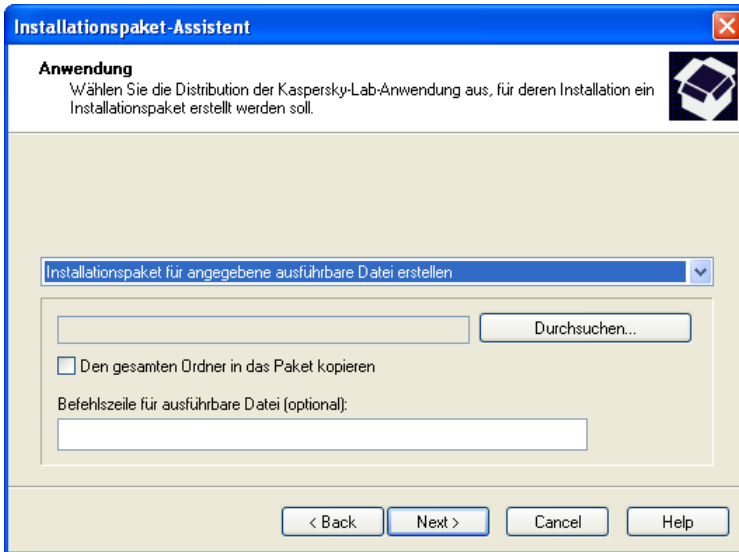 Installationspaket-Assistent
Anwendung
Wählen Sie die Distribution der Kaspersky-Lab-Anwendung aus, für deren Installation ein
Installationspaket erstellt werden soll.
Installationspaket für angegebene ausführbare Datei erstellen
Durchsuchen...
Den gesamten Ordner in das Paket kopieren
Befehlszeile für ausführbare Datei (optional):
< Back Next > Cancel Help